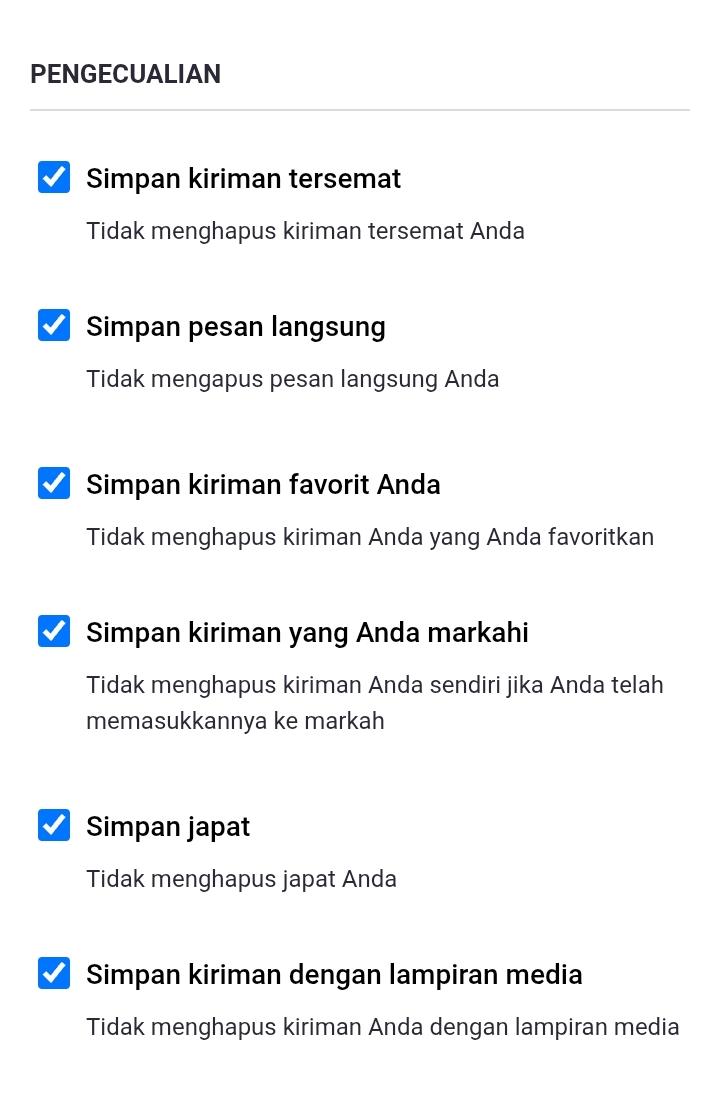 PENGECUALIAN
Simpan kiriman tersemat
Tidak menghapus kiriman tersemat Anda
Simpan pesan langsung
Tidak mengapus pesan langsung Anda
Simpan kiriman favorit Anda
Tidak menghapus kiriman Anda yang Anda favoritkan
Simpan kiriman yang Anda markahi
Tidak menghapus kiriman Anda sendiri jika Anda telah
memasukkannya ke markah
Simpan japat
Tidak menghapus japat Anda
Simpan kiriman dengan lampiran media
Tidak menghapus kiriman Anda dengan lampiran media